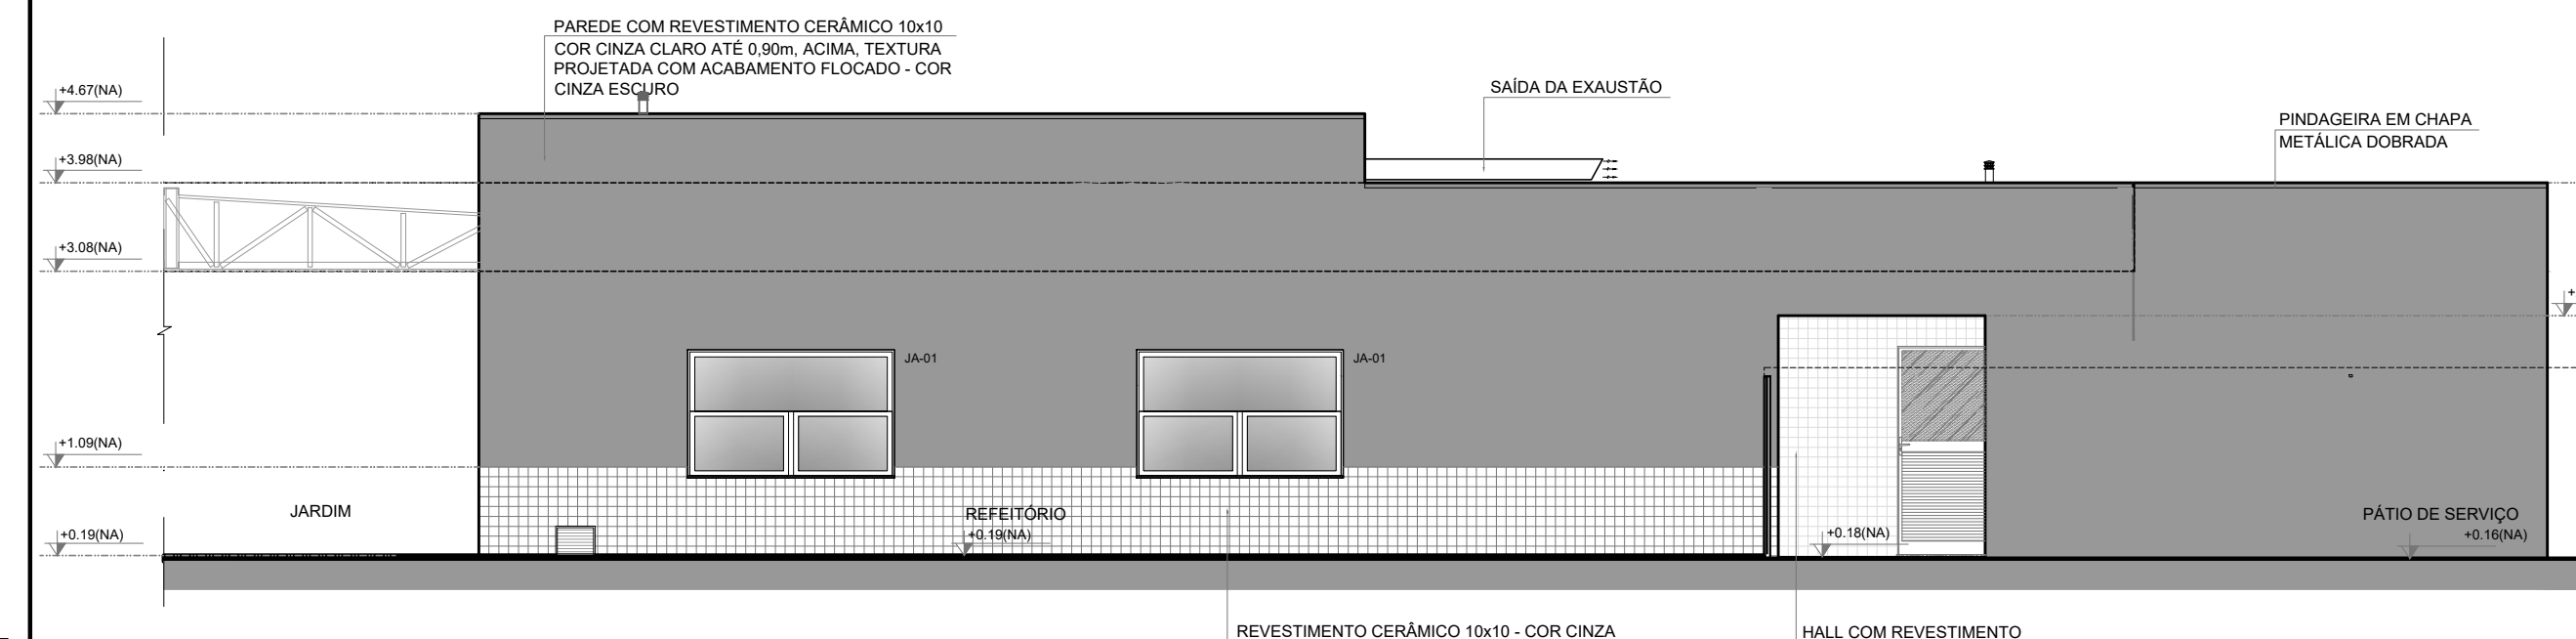 PAREDE COM REVESTIMENTO CERÂMICO 10x10
COR CINZA CLARO ATÉ 0,90m, ACIMA, TEXTURA
PROJETADA COM ACABAMENTO FLOCADO - COR
CINZA ESCURO
SAÍDA DA EXAUSTÃO
PINDAGEIRA EM CHAPA
METÁLICA DOBRADA
+4.67(NA)
+3.98(NA)
+3.08(NA)
+
JA-01
JA-01
+1.09(NA)
JARDIM
REFEITÓRIO
PÁTIO DE SERVIÇO
+0.19(NA)
+0.19(NA)
+0.18(NA)
+0.16(NA)
REVESTIMENTO CERÂMICO 10x10 - COR CINZA
HALL COM REVESTIMENTO